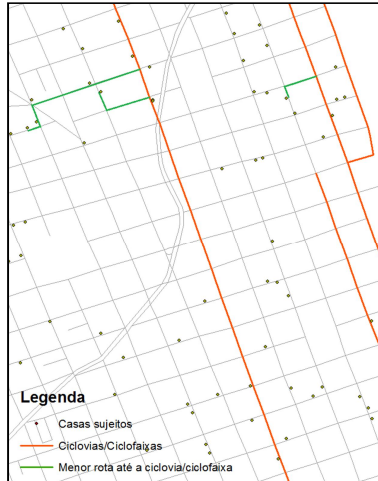 Legenda
Casas sujeitos
Ciclovias/Ciclofaixas
Menor rota até a ciclovia/ciclofaixa